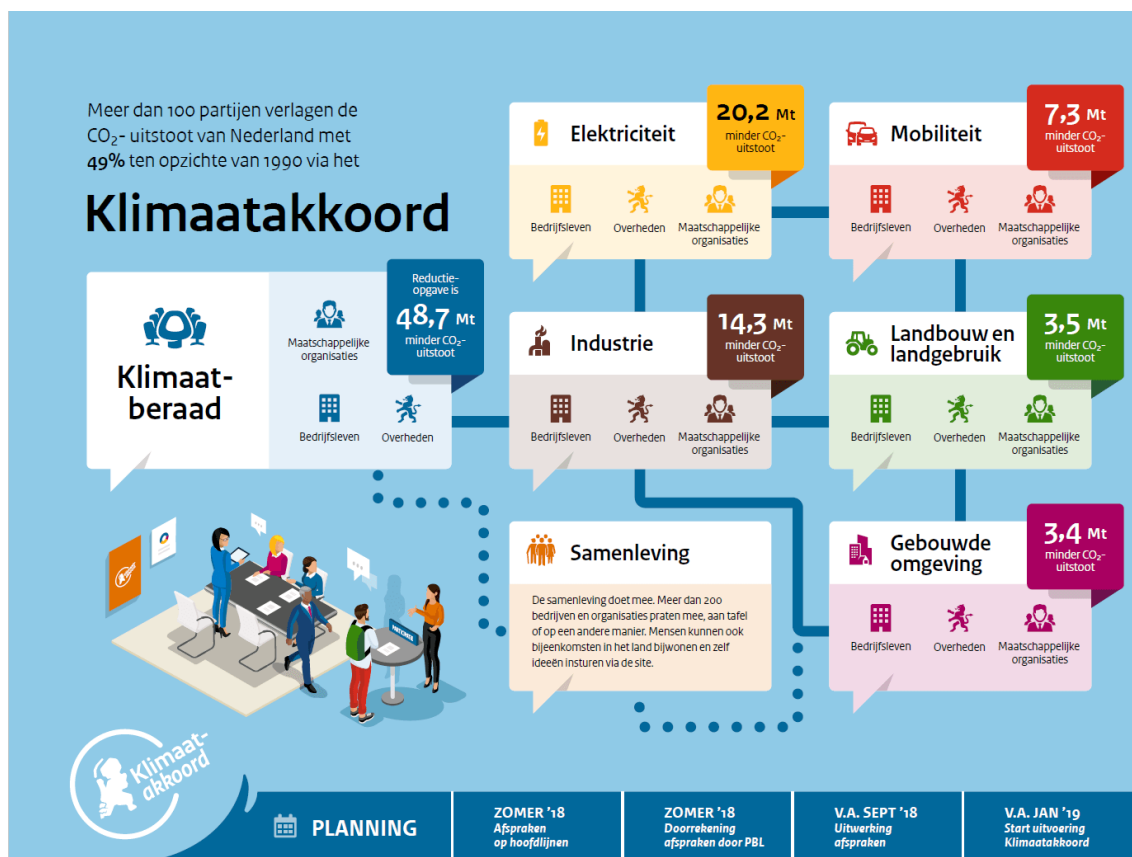 Meer dan 100 partijen verlagen de
CO₂- uitstoot van Nederland met
49% ten opzichte van 1990 via het
Klimaatakkoord
Klimaat-
beraad
Maatschappelijke
organisaties
Bedrijfsleven
Overheden
Reductie-
opgave is
48,7 Mt
minder CO₂-
uitstoot
Elektriciteit
20,2 Mt
minder CO₂-
uitstoot
Bedrijfsleven
Overheden
Maatschappelijke
organisaties
Mobiliteit
7,3 Mt
minder CO₂-
uitstoot
Bedrijfsleven
Overheden
Maatschappelijke
organisaties
Industrie
14,3 Mt
minder CO₂-
uitstoot
Bedrijfsleven
Overheden
Maatschappelijke
organisaties
Landbouw en
landgebruik
3,5 Mt
minder CO₂-
uitstoot
Bedrijfsleven
Overheden
Maatschappelijke
organisaties
Samenleving
De samenleving doet mee. Meer dan 200
bedrijven en organisaties praten mee, aan tafel
of op een andere manier. Mensen kunnen ook
bijeenkomsten in het land bijwonen en zelf
ideeën insturen via de site.
Gebouwde
omgeving
3,4 Mt
minder CO₂-
uitstoot
Bedrijfsleven
Overheden
Maatschappelijke
organisaties
Klimaat-
akkoord
PLANNING
ZOMER '18
Afspraken
op hoofdlijnen
ZOMER '18
Doorrekening
afspraken door PBL
V.A. SEPT '18
Uitwerking
afspraken
V.A. JAN '19
Start uitvoering
Klimaatakkoord